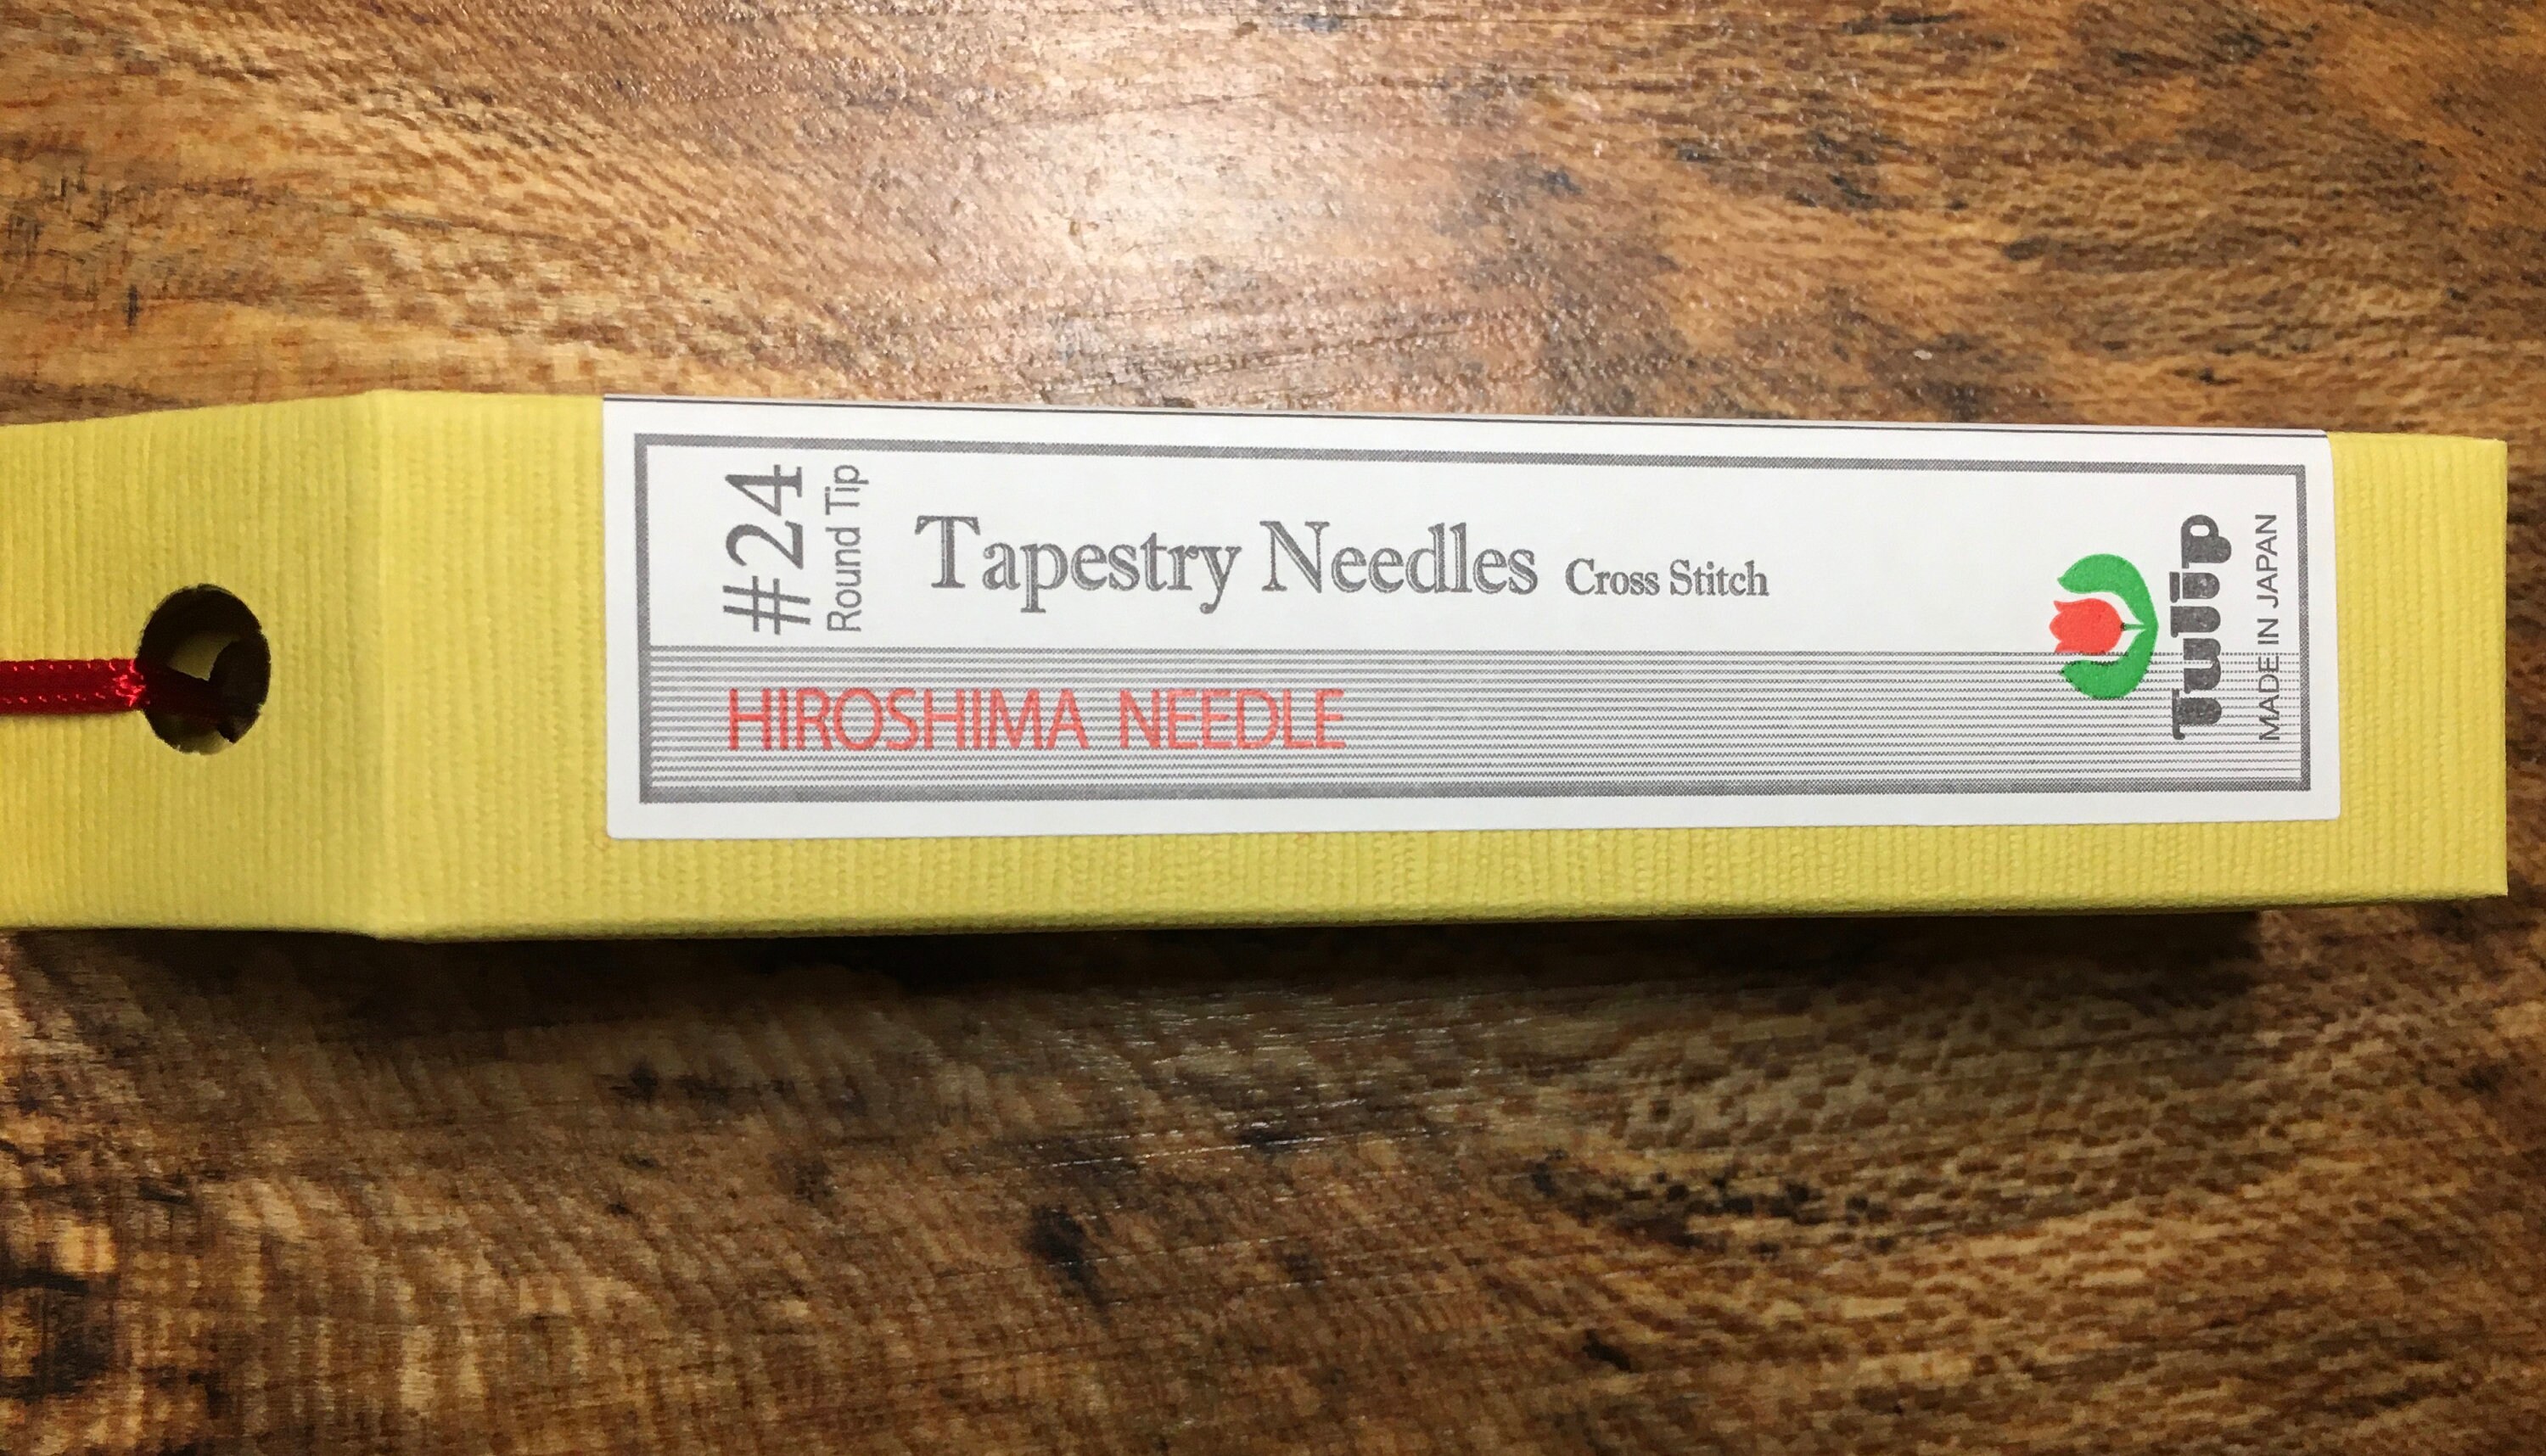 #24
Round Tip
Tapestry Needles Cross Stitch
HIROSHIMA NEEDLE
Tulip
MADE IN JAPAN